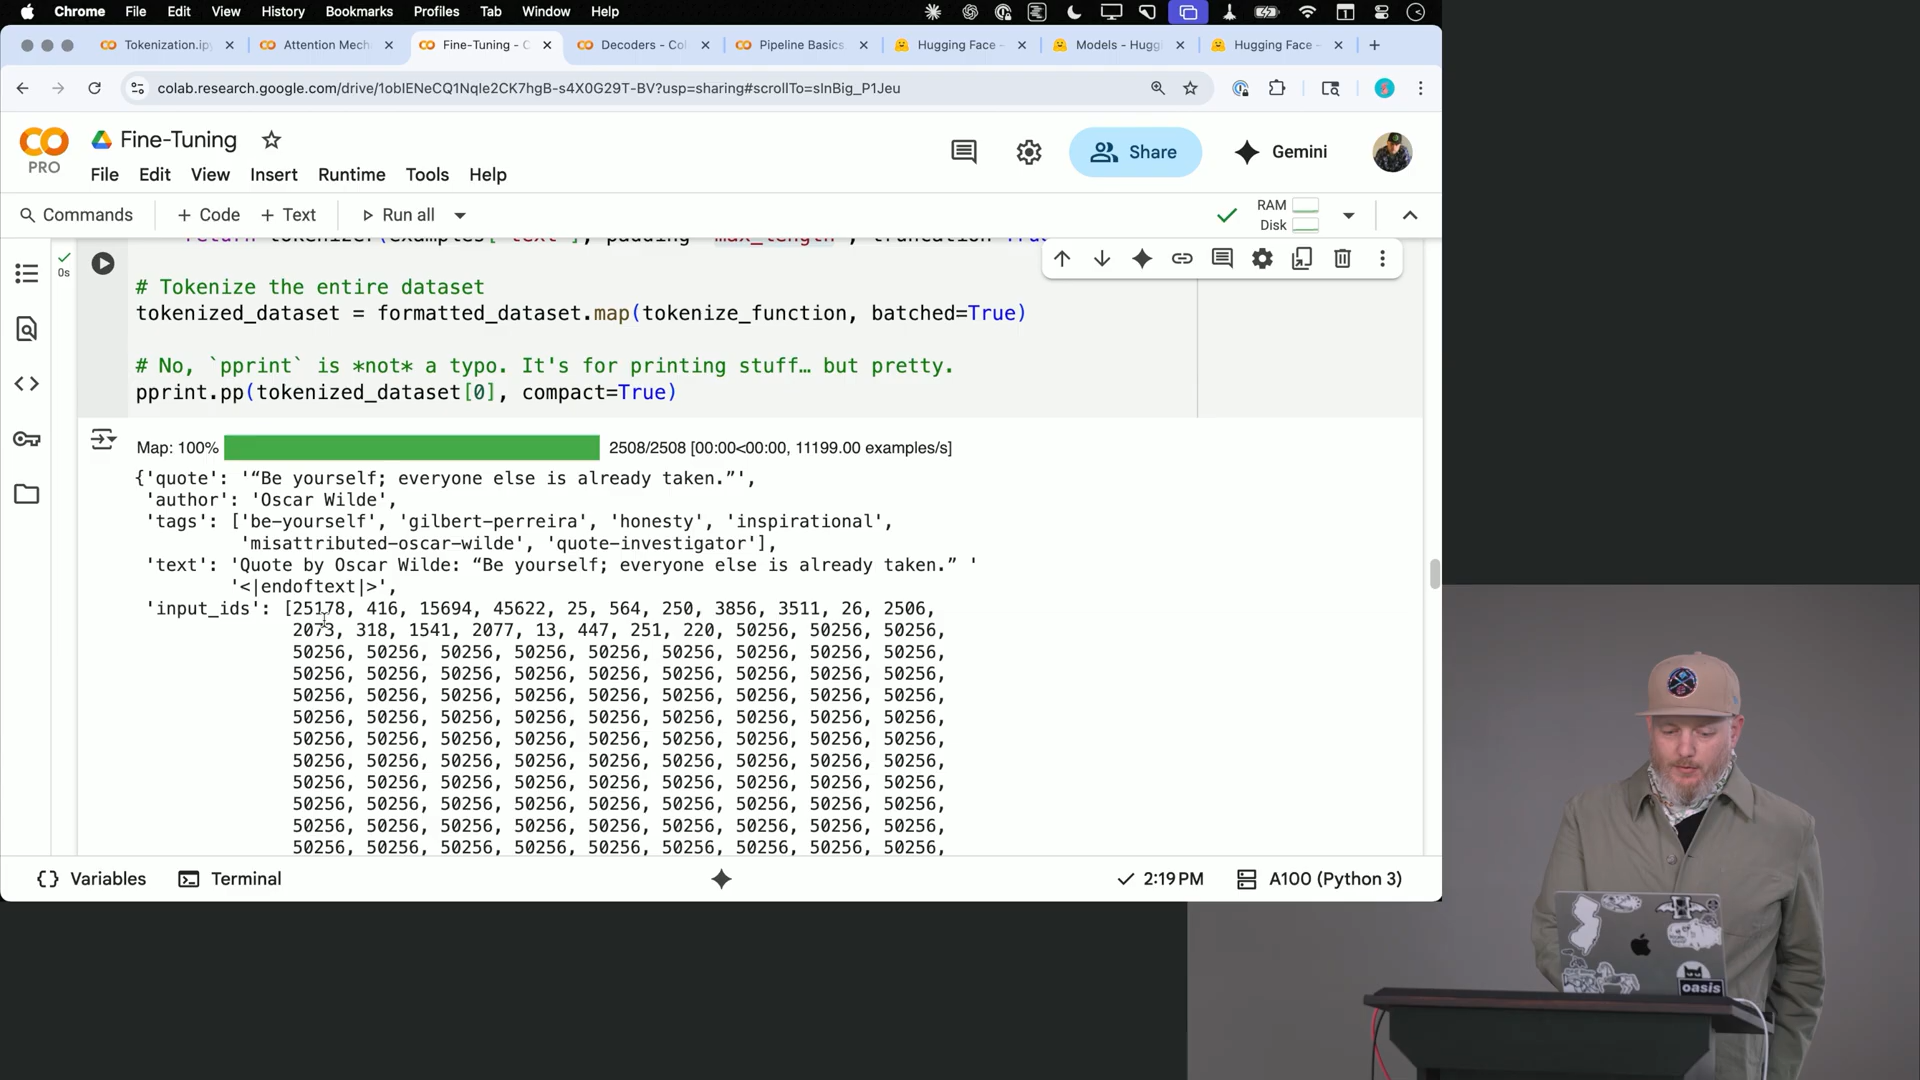 Chrome File Edit View History Bookmarks Profiles Tab Window Help
Tokenization.ip
Attention Mech
Fine-Tuning - C
Decoders - Col
Pipeline Basics.
Hugging Face -
Models - Hugg
Hugging Face -
colab.research.google.com/drive/1obIENeCQ1Nqle2CK7hgB-s4X0G29T-BV?usp=sharing#scrollTo=sInBig_P1Jeu
CO
PRO
Fine-Tuning
Share
Gemini
File Edit View Insert Runtime Tools Help
Commands + Code + Text Run all
RAM
Disk
0s
# Tokenize the entire dataset
tokenized_dataset = formatted_dataset.map(tokenize_function, batched=True)
# No, `pprint` is *not* a typo. It's for printing stuff… but pretty.
pprint.pp(tokenized_dataset[0], compact=True)
Map: 100% 2508/2508 [00:00<00:00, 11199.00 examples/s]
{'quote': '“Be yourself; everyone else is already taken.”',
'author': 'Oscar Wilde',
'tags': ['be-yourself', 'gilbert-perreira', 'honesty', 'inspirational',
'misattributed-oscar-wilde', 'quote-investigator'],
'text': 'Quote by Oscar Wilde: “Be yourself; everyone else is already taken.” '
'<|endoftext|>',
'input_ids': [25178, 416, 15694, 45622, 25, 564, 250, 3856, 3511, 26, 2506,
2073, 318, 1541, 2077, 13, 447, 251, 220, 50256, 50256, 50256,
50256, 50256, 50256, 50256, 50256, 50256, 50256, 50256, 50256,
50256, 50256, 50256, 50256, 50256, 50256, 50256, 50256, 50256,
50256, 50256, 50256, 50256, 50256, 50256, 50256, 50256, 50256,
50256, 50256, 50256, 50256, 50256, 50256, 50256, 50256, 50256,
50256, 50256, 50256, 50256, 50256, 50256, 50256, 50256, 50256,
50256, 50256, 50256, 50256, 50256, 50256, 50256, 50256, 50256,
50256, 50256, 50256, 50256, 50256, 50256, 50256, 50256, 50256,
50256, 50256, 50256, 50256, 50256, 50256, 50256, 50256, 50256,
50256, 50256, 50256, 50256, 50256, 50256, 50256, 50256, 50256,
50256, 50256, 50256, 50256, 50256, 50256, 50256, 50256, 50256,
{} Variables Terminal
2:19 PM A100 (Python 3)
oasis